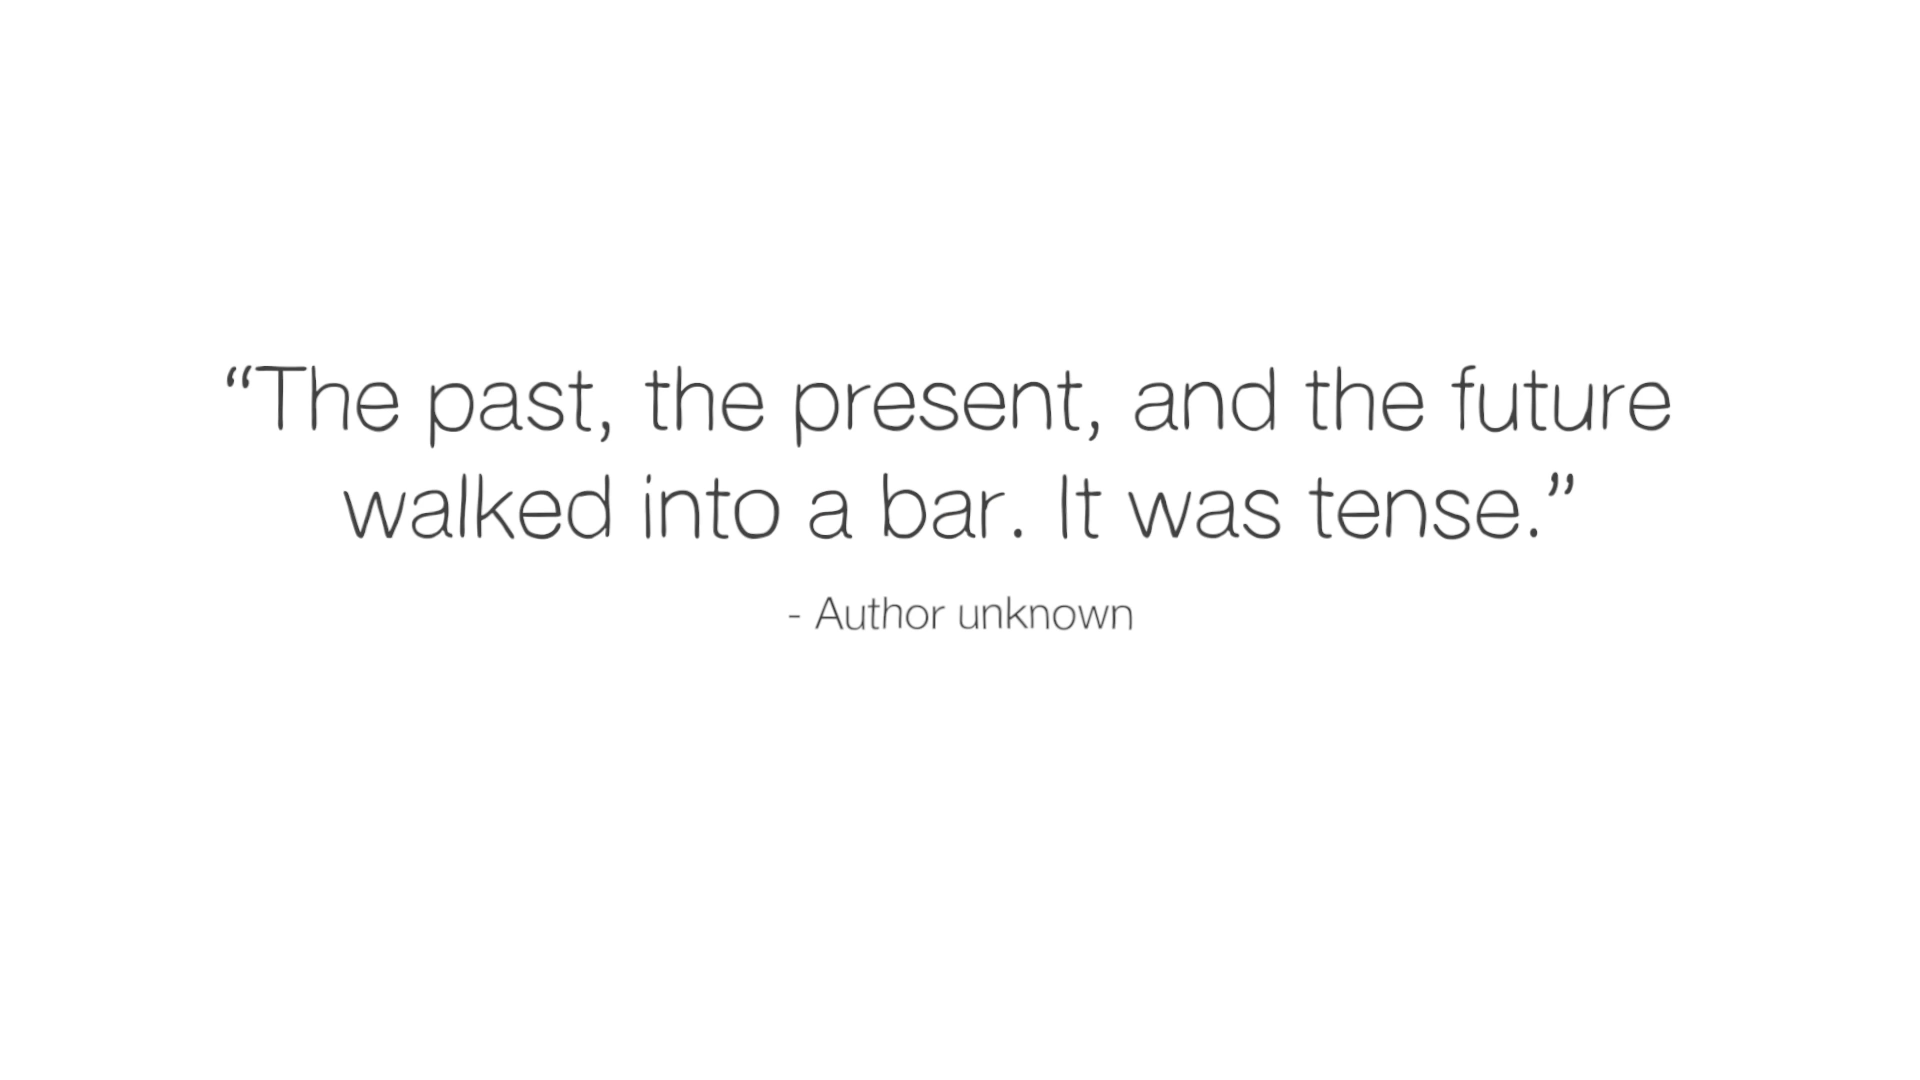 “The past, the present, and the future
walked into a bar. It was tense.”
- Author unknown